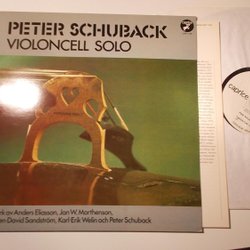 PETER SCHUBACK
VIOLONCELL SOLO
rk av Anders Eliasson, Jan W. Morthenson,
en-David Sandström, Karl-Erik Welin och Peter Schuback
caprice